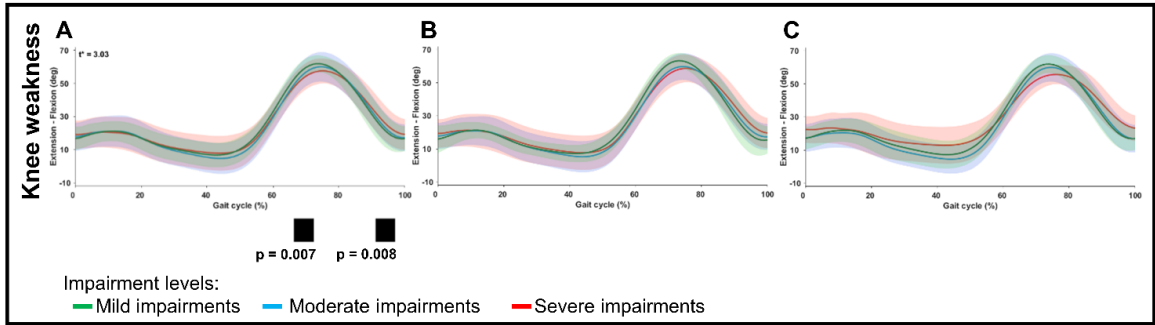 Knee weakness
A
t* = 3.03
Extension - Flexion (deg)
70
50
30
10
-10
0 20 40 60 80 100
Gait cycle (%)
p = 0.007 p = 0.008
B
Extension - Flexion (deg)
70
50
30
10
-10
0 20 40 60 80 100
Gait cycle (%)
C
Extension - Flexion (deg)
70
50
30
10
-10
0 20 40 60 80 100
Gait cycle (%)
Impairment levels:
Mild impairments Moderate impairments Severe impairments